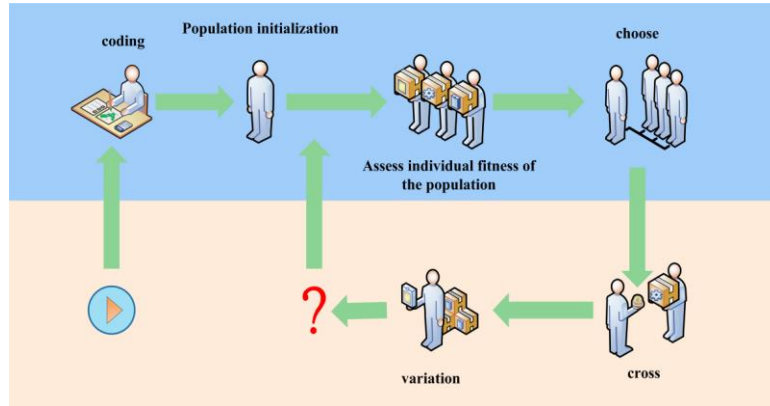 Population initialization
coding
choose
Assess individual fitness of
the population
?
variation
cross